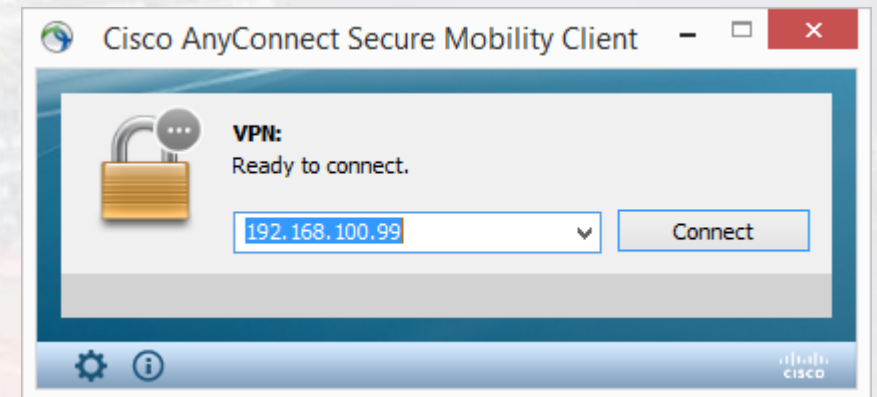 Cisco AnyConnect Secure Mobility Client
VPN:
Ready to connect.
192.168.100.99
Connect
CISCO